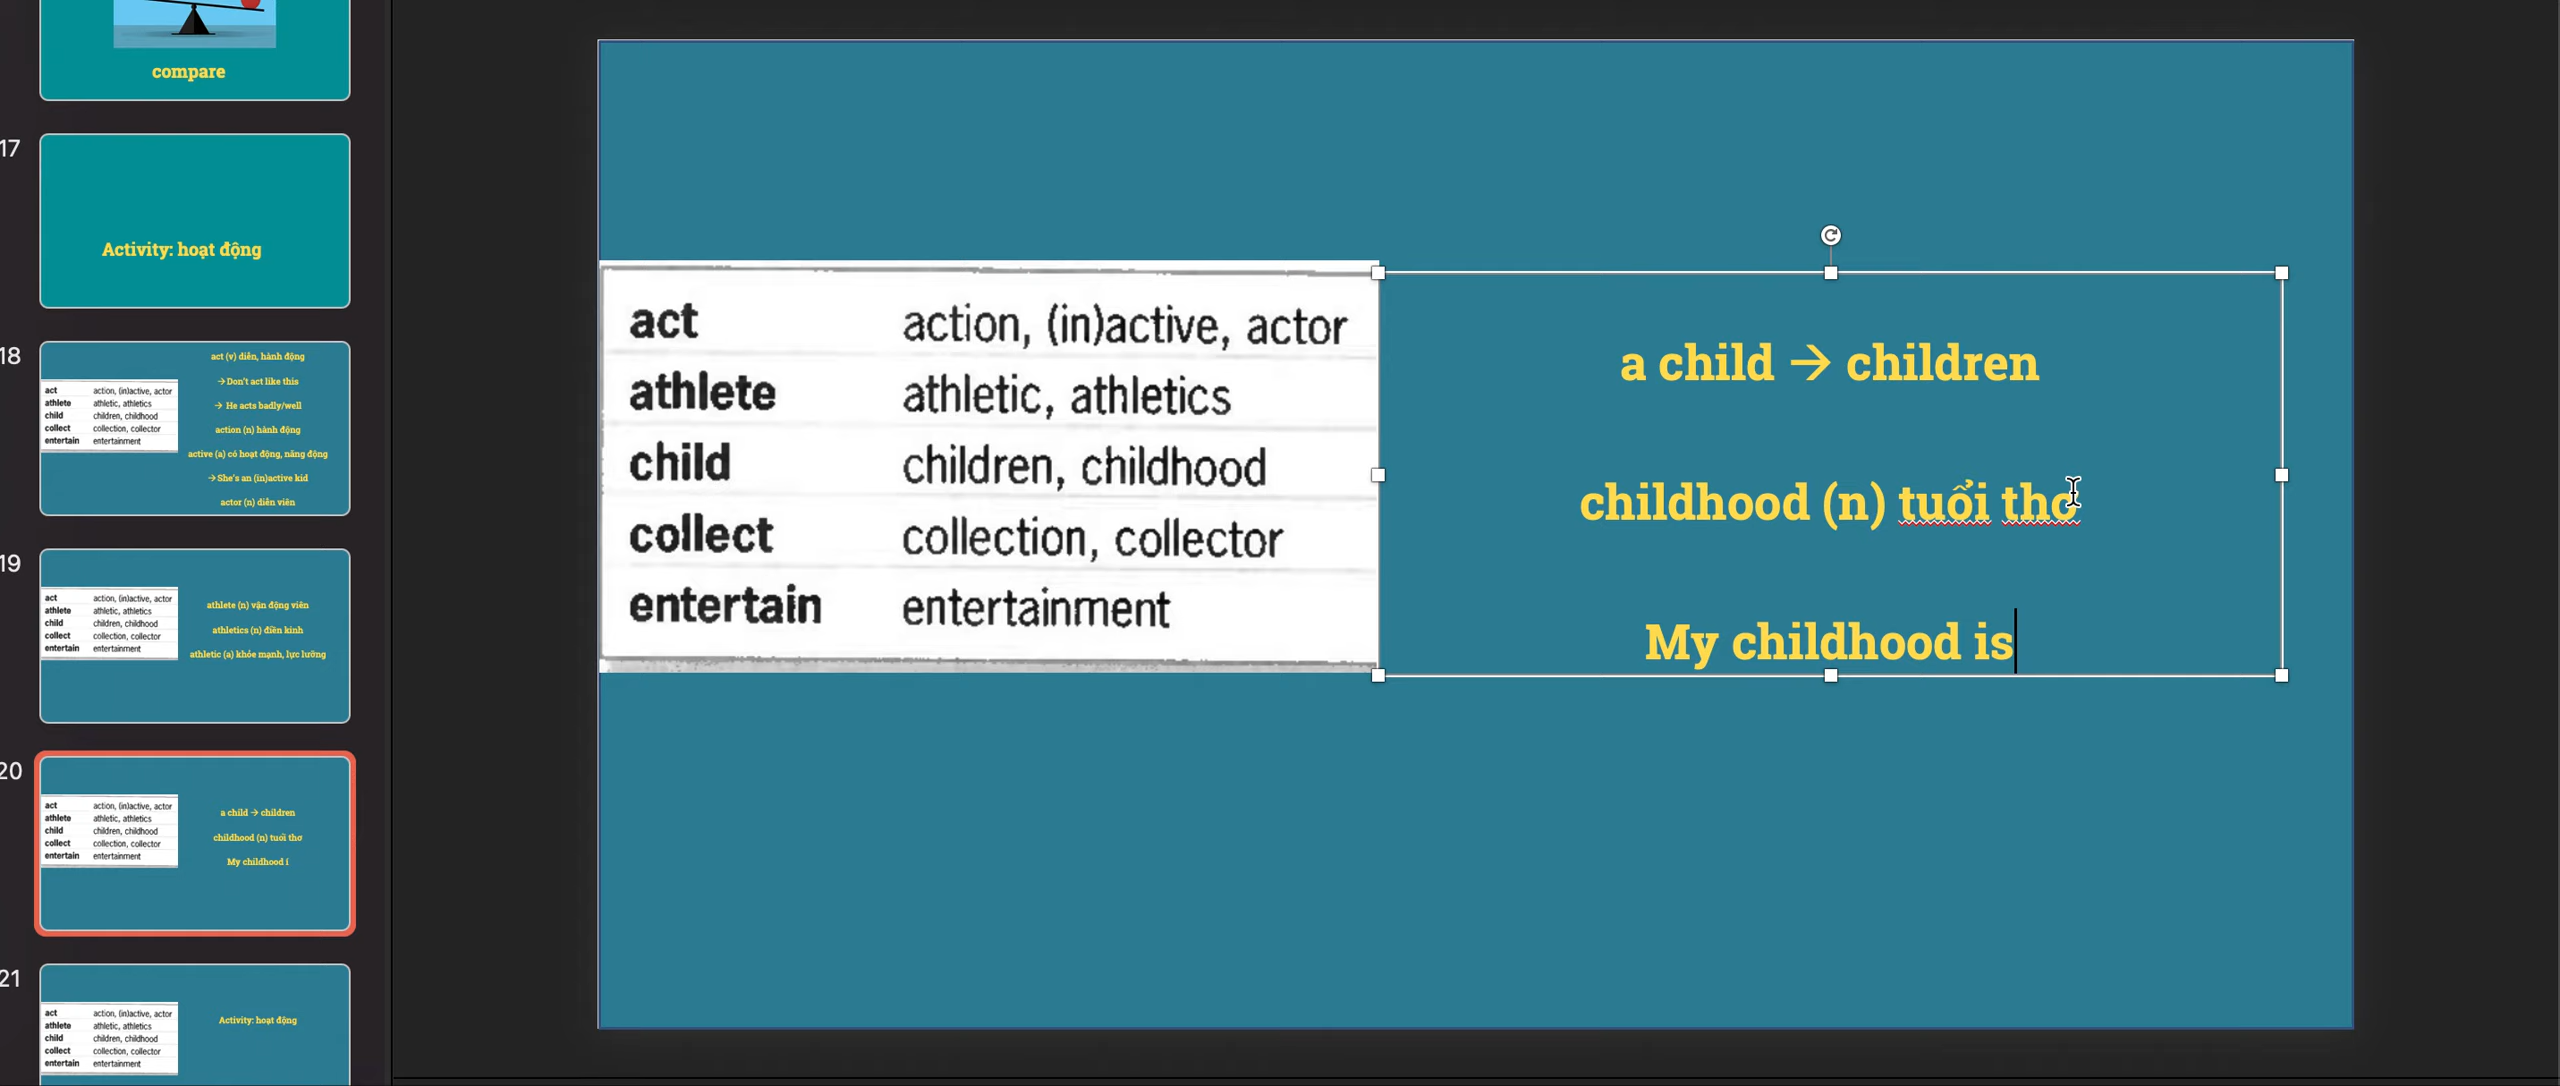 compare
17
Activity: hoạt động
18
act action, (in)active, actor
athlete athletic, athletics
child children, childhood
collect collection, collector
entertain entertainment
act (v) diễn, hành động
→Don't act like this
→ He acts badly/well
action (n) hành động
active (a) có hoạt động, năng động
→She's an (in)active kid
actor (n) diễn viên
19
act action, (in)active, actor
athlete athletic, athletics
child children, childhood
collect collection, collector
entertain entertainment
athlete (n) vận động viên
athletics (n) điền kinh
athletic (a) khỏe mạnh, lực lưỡng
20
act action, (in)active, actor
athlete athletic, athletics
child children, childhood
collect collection, collector
entertain entertainment
a child → children
childhood (n) tuổi thơ
My childhood í
21
act action, (in)active, actor
athlete athletic, athletics
child children, childhood
collect collection, collector
entertain entertainment
Activity: hoạt động
act action, (in)active, actor
athlete athletic, athletics
child children, childhood
collect collection, collector
entertain entertainment
a child → children
childhood (n) tuổi thơ
My childhood is